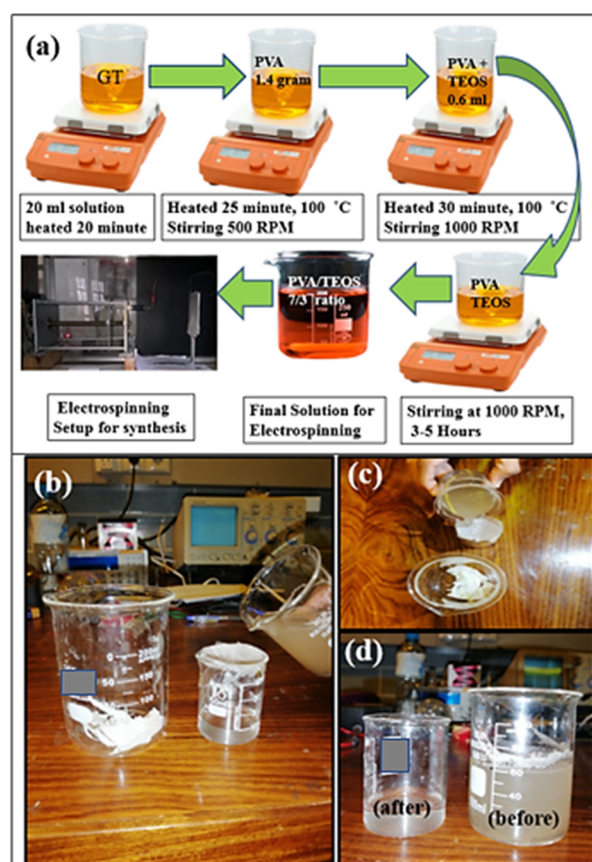 (a)
GT
PVA
1.4 gram
PVA +
TEOS
0.6 ml
20 ml solution
heated 20 minute
Heated 25 minute, 100 °C
Stirring 500 RPM
Heated 30 minute, 100 °C
Stirring 1000 RPM
PVA/TEOS
7/3 ratio
PVA
TEOS
Electrospinning
Setup for synthesis
Final Solution for
Electrospinning
Stirring at 1000 RPM,
3-5 Hours
(b)
(c)
(d)
(after)
(before)